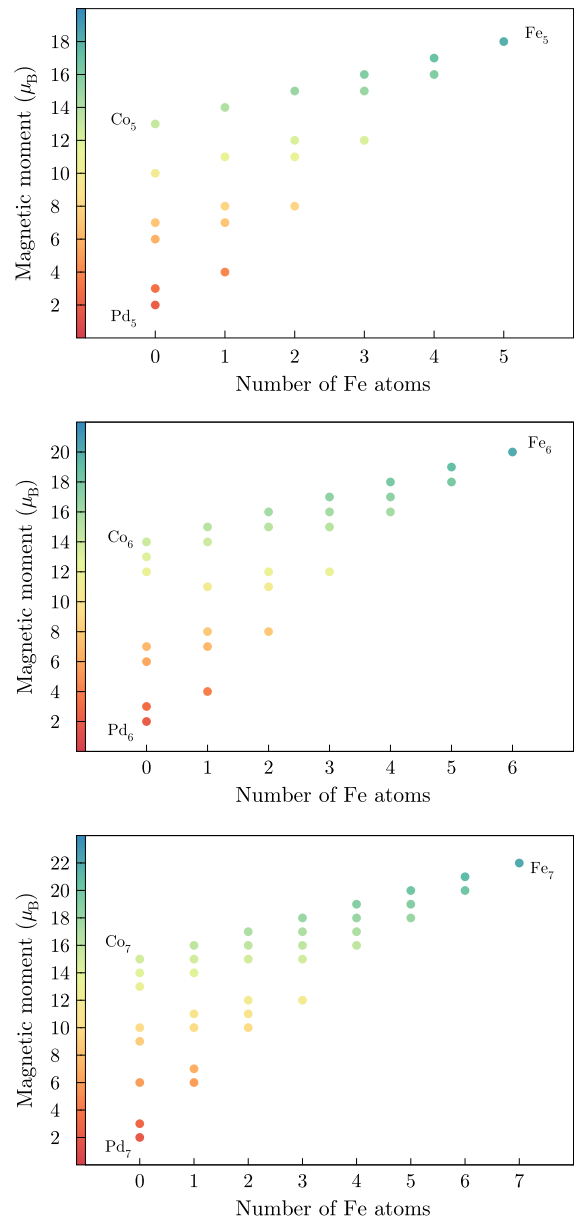 18
16
14
12
10
8
6
4
2
Magnetic moment (μB)
Fe5
Co5
Pd5
0 1 2 3 4 5
Number of Fe atoms
20
18
16
14
12
10
8
6
4
2
Magnetic moment (μB)
Fe6
Co6
Pd6
0 1 2 3 4 5 6
Number of Fe atoms
22
20
18
16
14
12
10
8
6
4
2
Magnetic moment (μB)
Fe7
Co7
Pd7
0 1 2 3 4 5 6 7
Number of Fe atoms